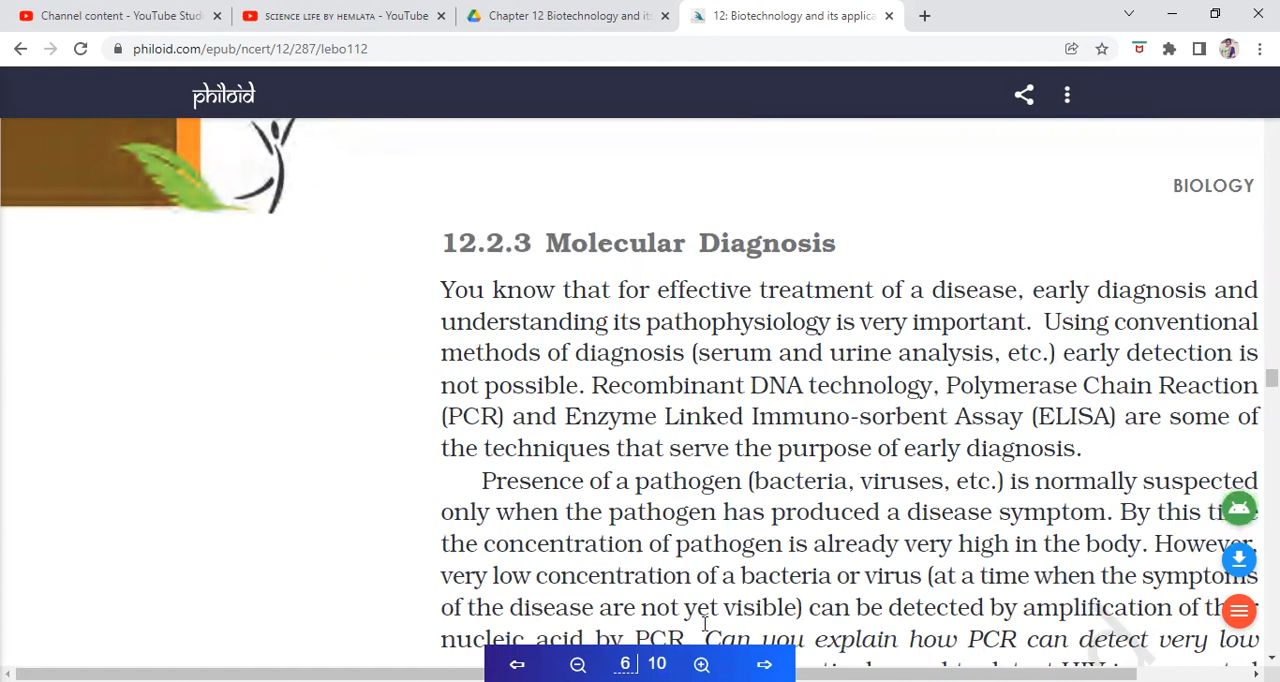 Channel content - YouTube Stud
SCIENCE LIFE BY HEMLATA - YouTube
Chapter 12 Biotechnology and its
12: Biotechnology and its applica
philoid.com/epub/ncert/12/287/lebo112
philoid
BIOLOGY
12.2.3 Molecular Diagnosis
You know that for effective treatment of a disease, early diagnosis and
understanding its pathophysiology is very important. Using conventional
methods of diagnosis (serum and urine analysis, etc.) early detection is
not possible. Recombinant DNA technology, Polymerase Chain Reaction
(PCR) and Enzyme Linked Immuno-sorbent Assay (ELISA) are some of
the techniques that serve the purpose of early diagnosis.
Presence of a pathogen (bacteria, viruses, etc.) is normally suspected
only when the pathogen has produced a disease symptom. By this time
the concentration of pathogen is already very high in the body. However,
very low concentration of a bacteria or virus (at a time when the symptoms
of the disease are not yet visible) can be detected by amplification of their
nucleic acid by PCR. Can you explain how PCR can detect very low
6 10